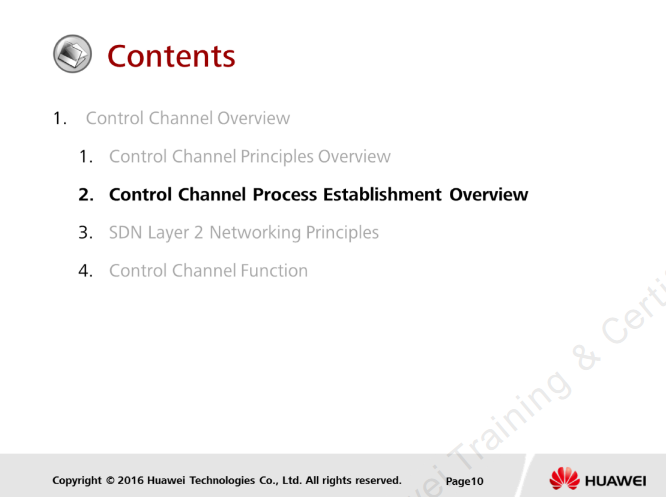 Contents
1. Control Channel Overview
1. Control Channel Principles Overview
2. Control Channel Process Establishment Overview
3. SDN Layer 2 Networking Principles
4. Control Channel Function
Training &
Copyright © 2016 Huawei Technologies Co., Ltd. All rights reserved.
Page10
HUAWEI